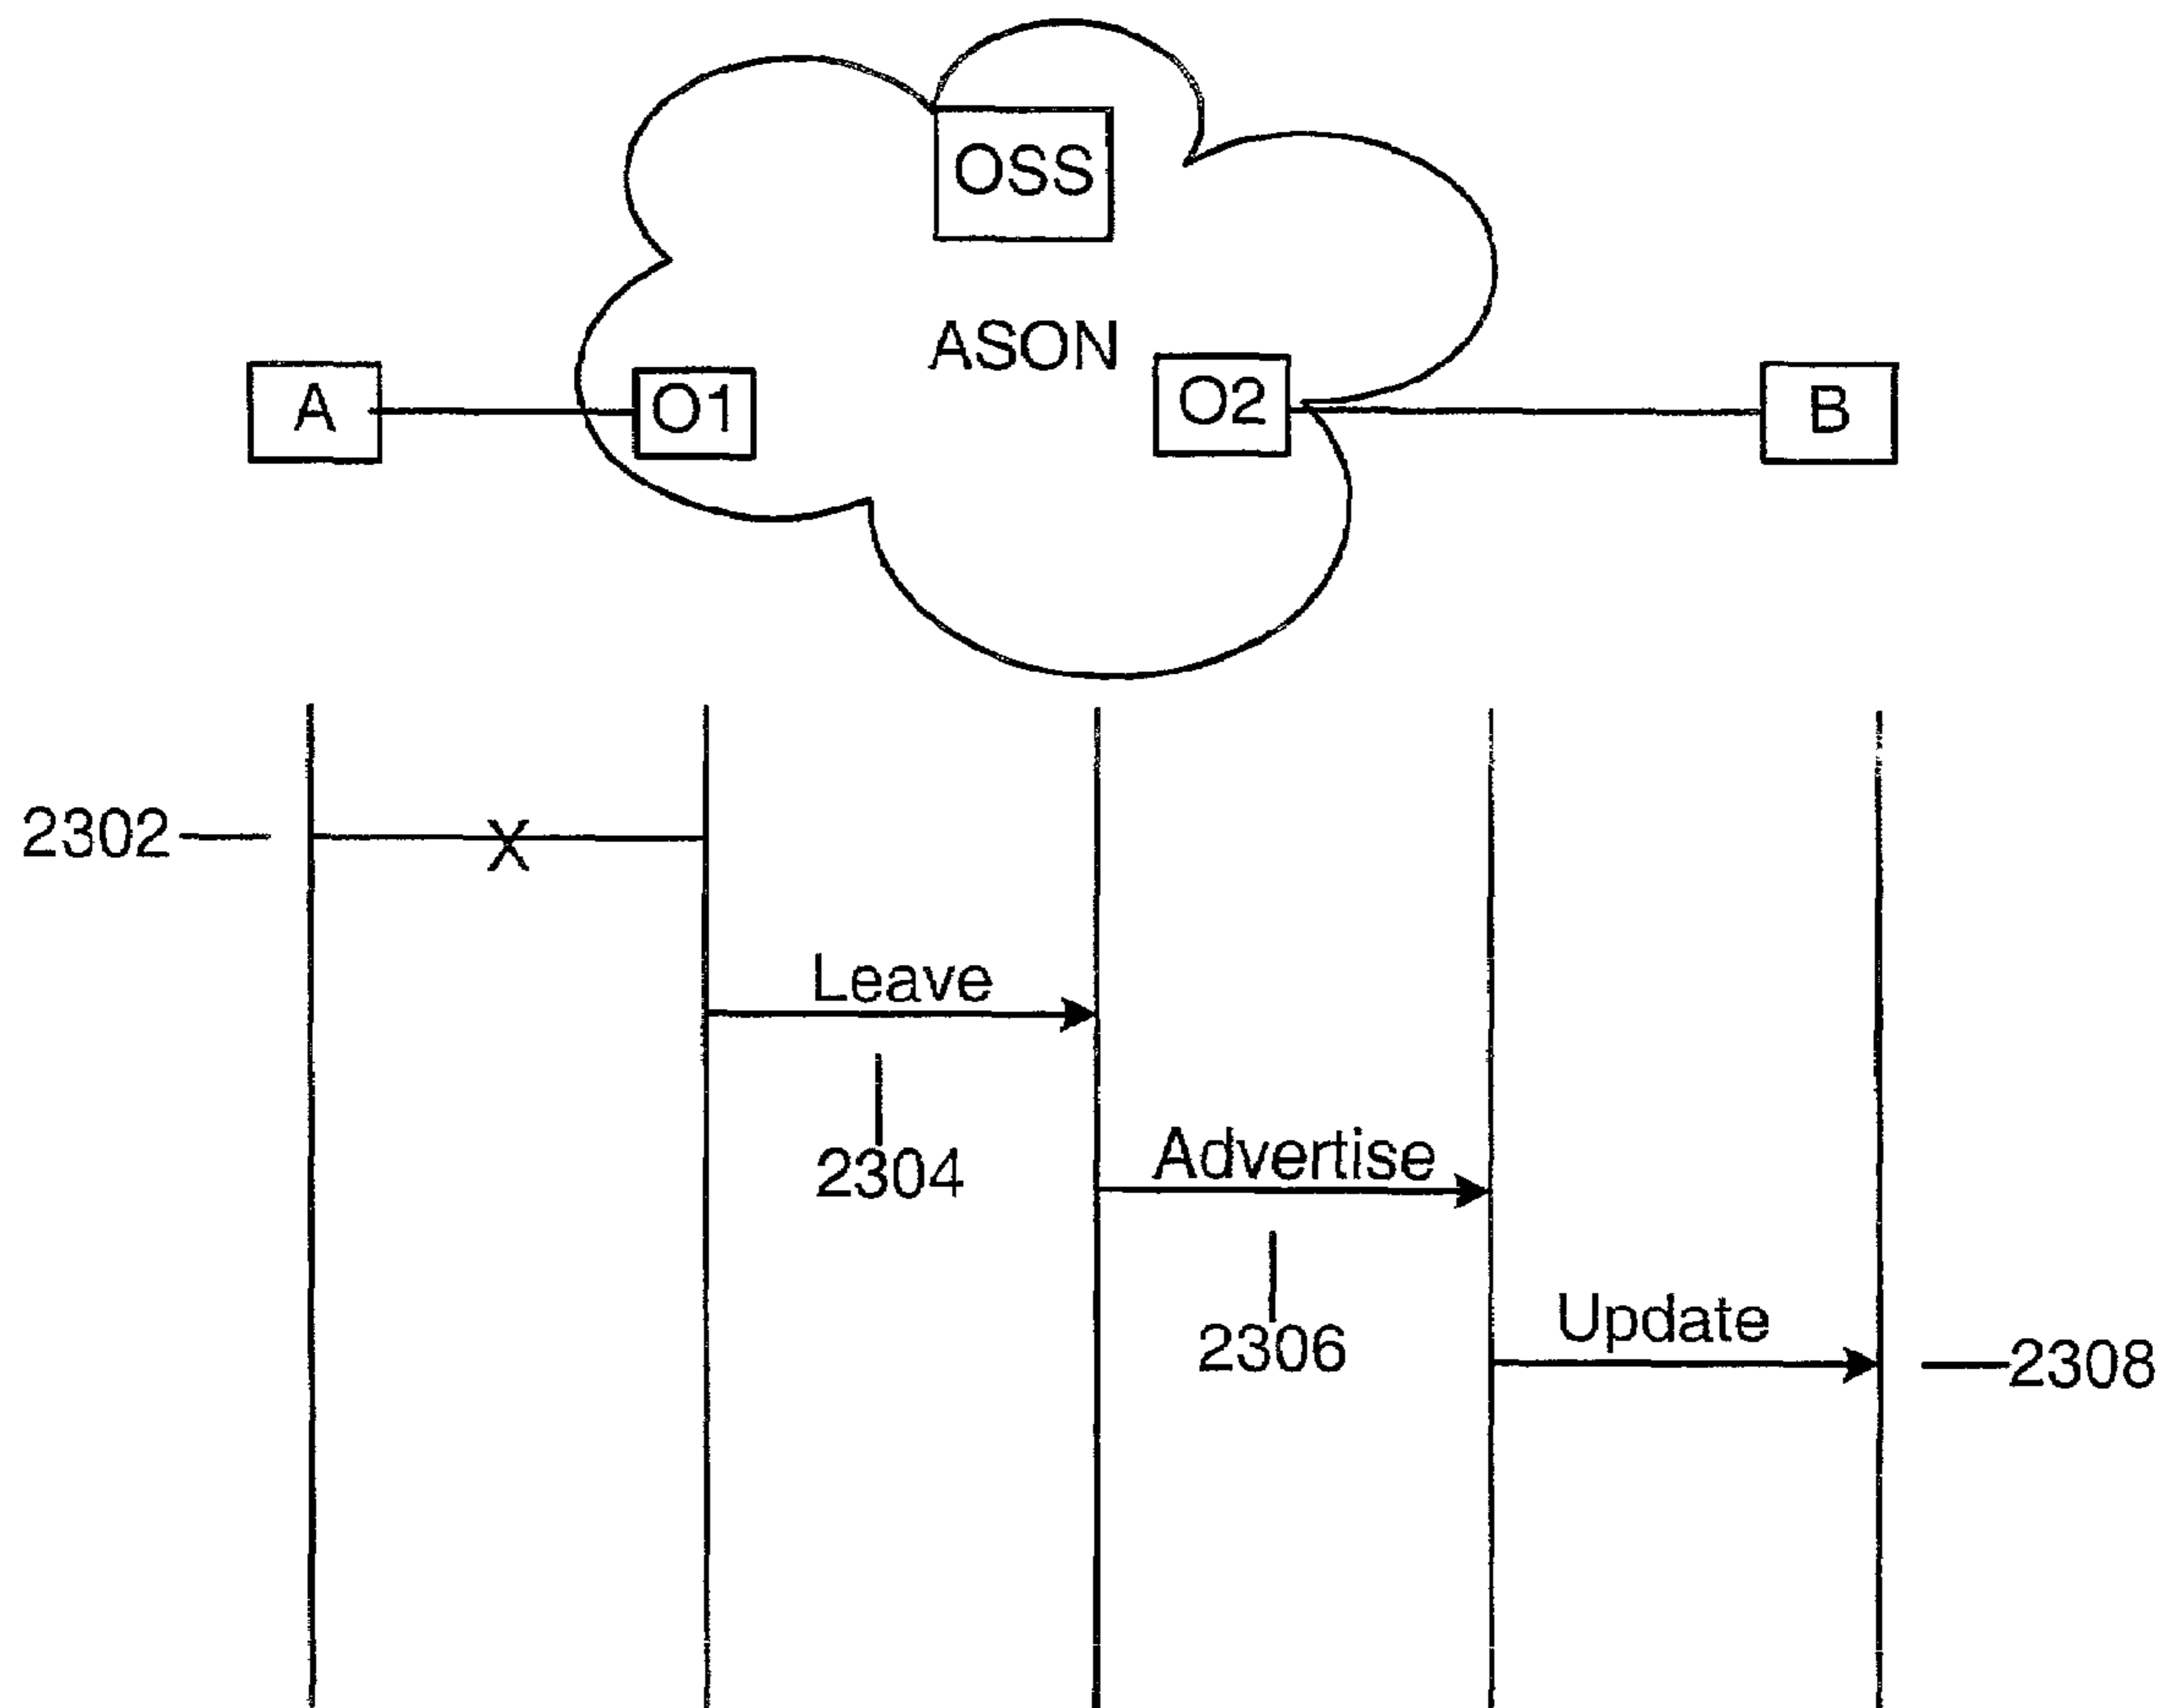 OSS
ASON
A
O1
O2
B
2302
X
Leave
2304
Advertise
2306
Update
2308